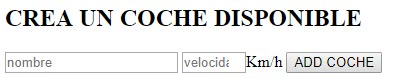 CREA UN COCHE DISPONIBLE
nombre velocida Km/h ADD COCHE